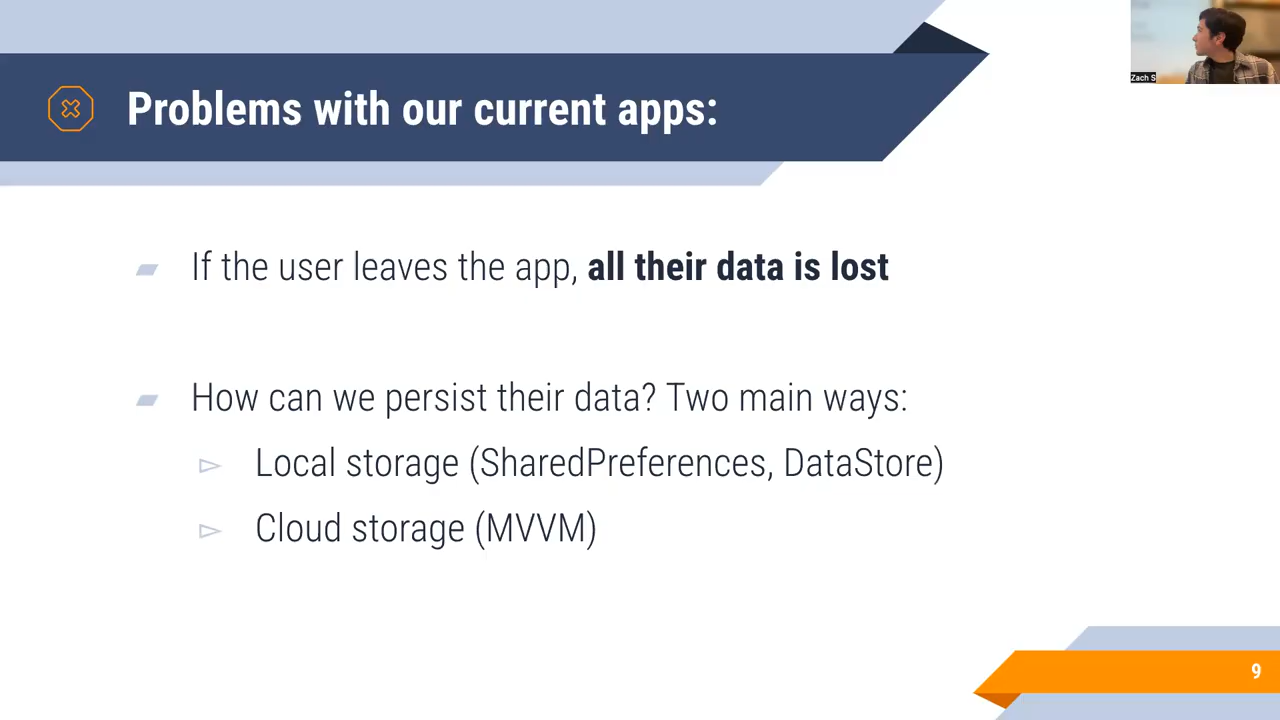 Zach S
Problems with our current apps:
If the user leaves the app, all their data is lost
How can we persist their data? Two main ways:
Local storage (SharedPreferences, DataStore)
Cloud storage (MVVM)
9